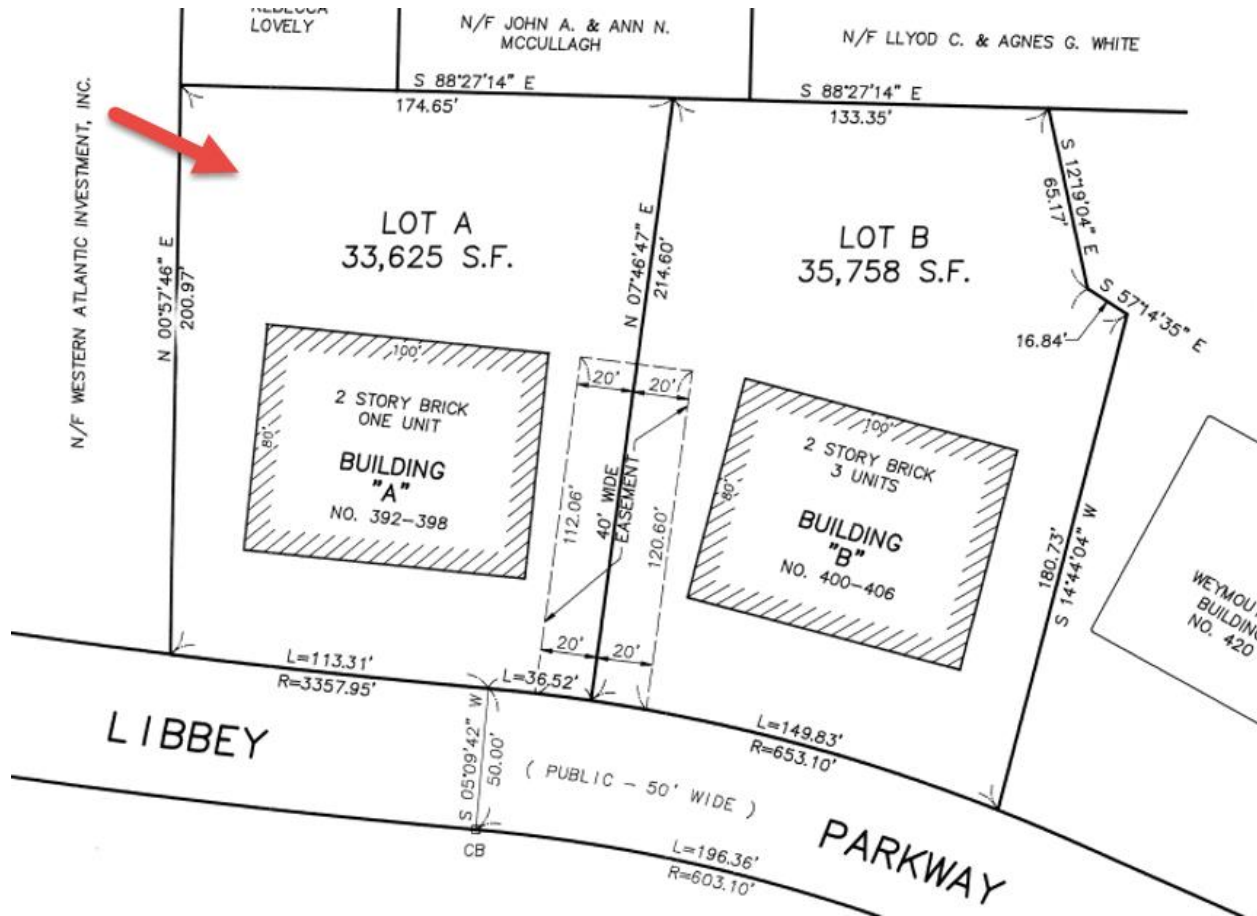 LOVELY
N/F JOHN A. & ANN N.
MCCULLAGH
N/F LLYOD C. & AGNES G. WHITE
N/F WESTERN ATLANTIC INVESTMENT, INC.
S 88°27'14" E
174.65'
S 88°27'14" E
133.35'
S 12°19'04" E
65.17'
S 57°14'35" E
16.84'
N 00°57'46" E
200.97'
LOT A
33,625 S.F.
N 07°46'47" E
214.60'
LOT B
35,758 S.F.
100'
80'
2 STORY BRICK
ONE UNIT
BUILDING
"A"
NO. 392-398
20'
20'
112.06'
40' WIDE
EASEMENT
120.60'
20'
20'
100'
80'
2 STORY BRICK
3 UNITS
BUILDING
"B"
NO. 400-406
180.73'
S 14°44'04" W
BUILDING
NO. 420
L=113.31'
R=3357.95'
L=36.52'
L=149.83'
R=653.10'
LIBBEY
S 05°09'42" W
50.00'
( PUBLIC - 50' WIDE )
PARKWAY
CB
L=196.36'
R=603.10'